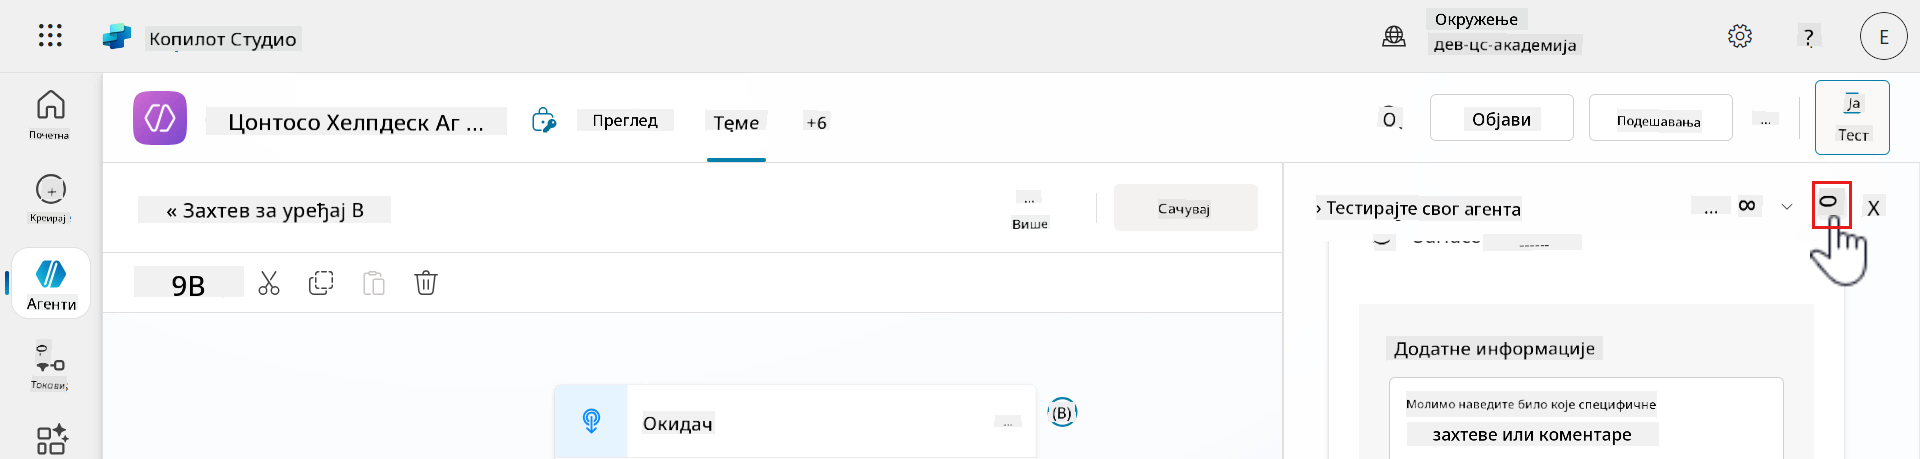 Копилот Студио
Окружење
дев-цс-академија
?
E
Почетна
Цонтосо Хелпдеск Аг ...
Преглед
Теме
+6
Објави
Подешавања
...
Ја
Тест
Креирај
« Захтев за уређај В
...
Више
Сачувај
› Тестирајте свог агента
...
∞
X
9В
Агенти
Додатне информације
Токови
Молимо наведите било које специфичне
захтеве или коментаре
Окидач
...
(В)